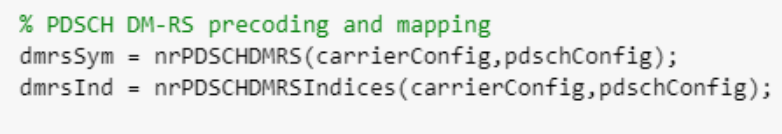 % PDSCH DM-RS precoding and mapping
dmrsSym = nrPDSCHDMRS(carrierConfig,pdschConfig);
dmrsInd = nrPDSCHDMRSIndices(carrierConfig,pdschConfig);